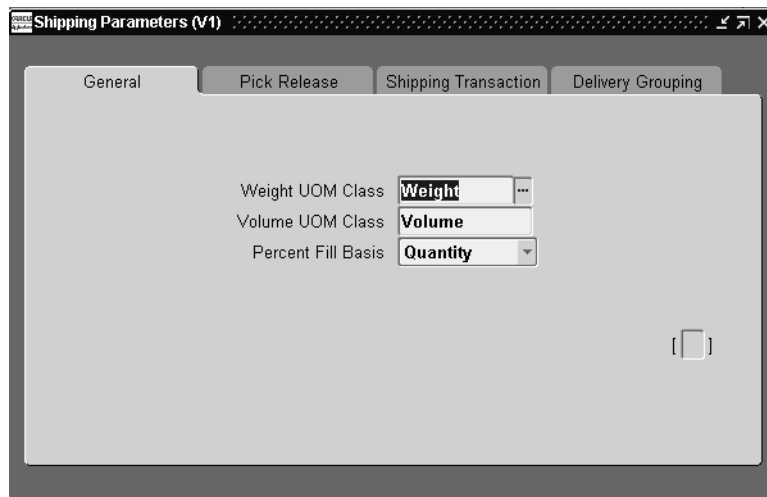 ORACLE
Shipping Parameters (V1)
General
Pick Release
Shipping Transaction
Delivery Grouping
Weight UOM Class Weight ...
Volume UOM Class Volume
Percent Fill Basis Quantity
[ ]